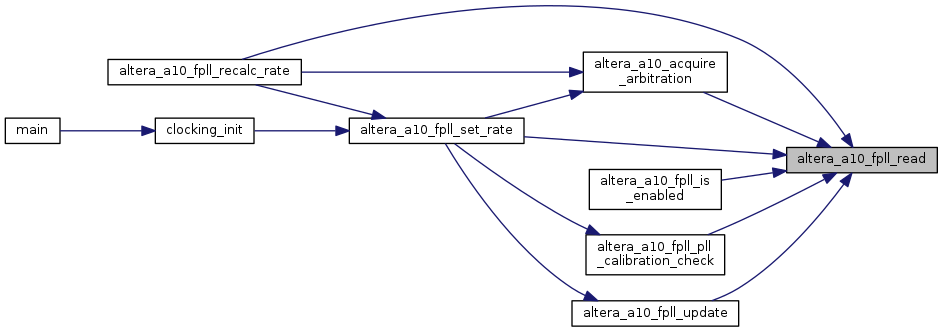 altera_a10_fpll_recalc_rate
altera_a10_acquire
_arbitration
main
clocking_init
altera_a10_fpll_set_rate
altera_a10_fpll_read
altera_a10_fpll_is
_enabled
altera_a10_fpll_pll
_calibration_check
altera_a10_fpll_update